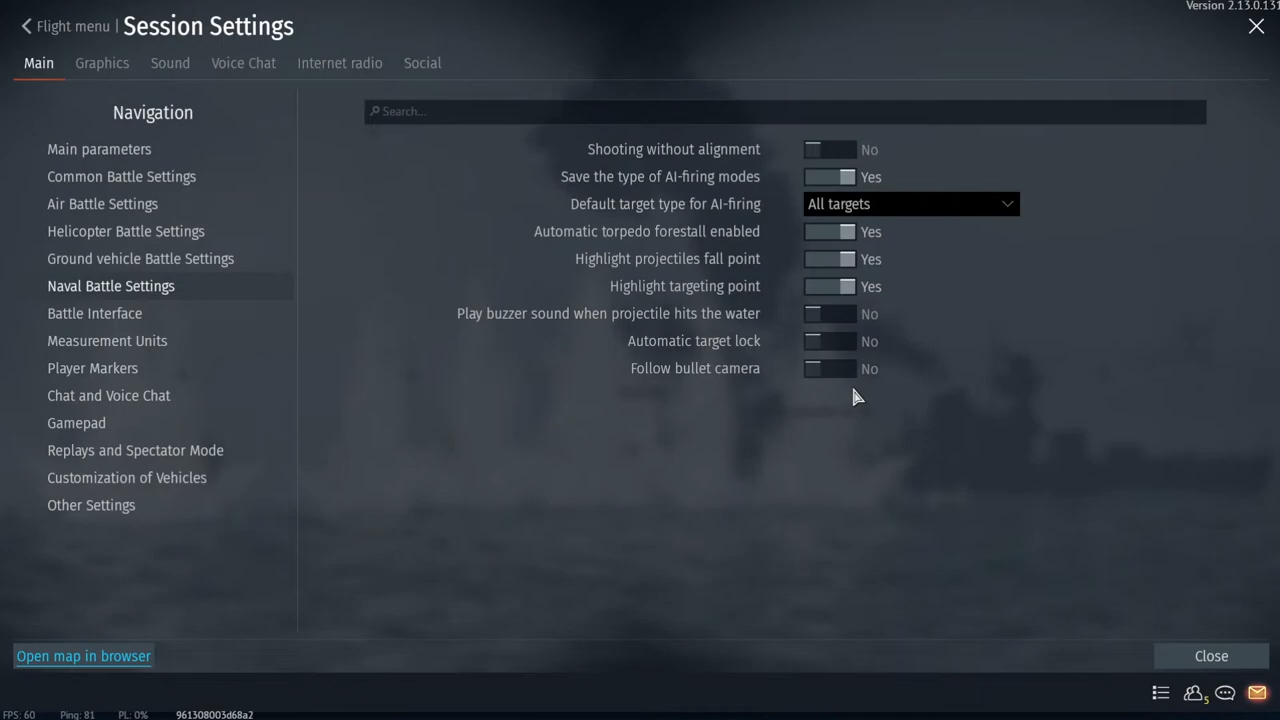 Version 2.13.0.131
Flight menu | Session Settings
Main Graphics Sound Voice Chat Internet radio Social
Navigation
Search...
Main parameters
Common Battle Settings
Air Battle Settings
Helicopter Battle Settings
Ground vehicle Battle Settings
Naval Battle Settings
Battle Interface
Measurement Units
Player Markers
Chat and Voice Chat
Gamepad
Replays and Spectator Mode
Customization of Vehicles
Other Settings
Shooting without alignment No
Save the type of AI-firing modes Yes
Default target type for AI-firing All targets
Automatic torpedo forestall enabled Yes
Highlight projectiles fall point Yes
Highlight targeting point Yes
Play buzzer sound when projectile hits the water No
Automatic target lock No
Follow bullet camera No
Open map in browser
Close
5
FPS: 60 Ping: 81 PL: 0% 961308003d68a2